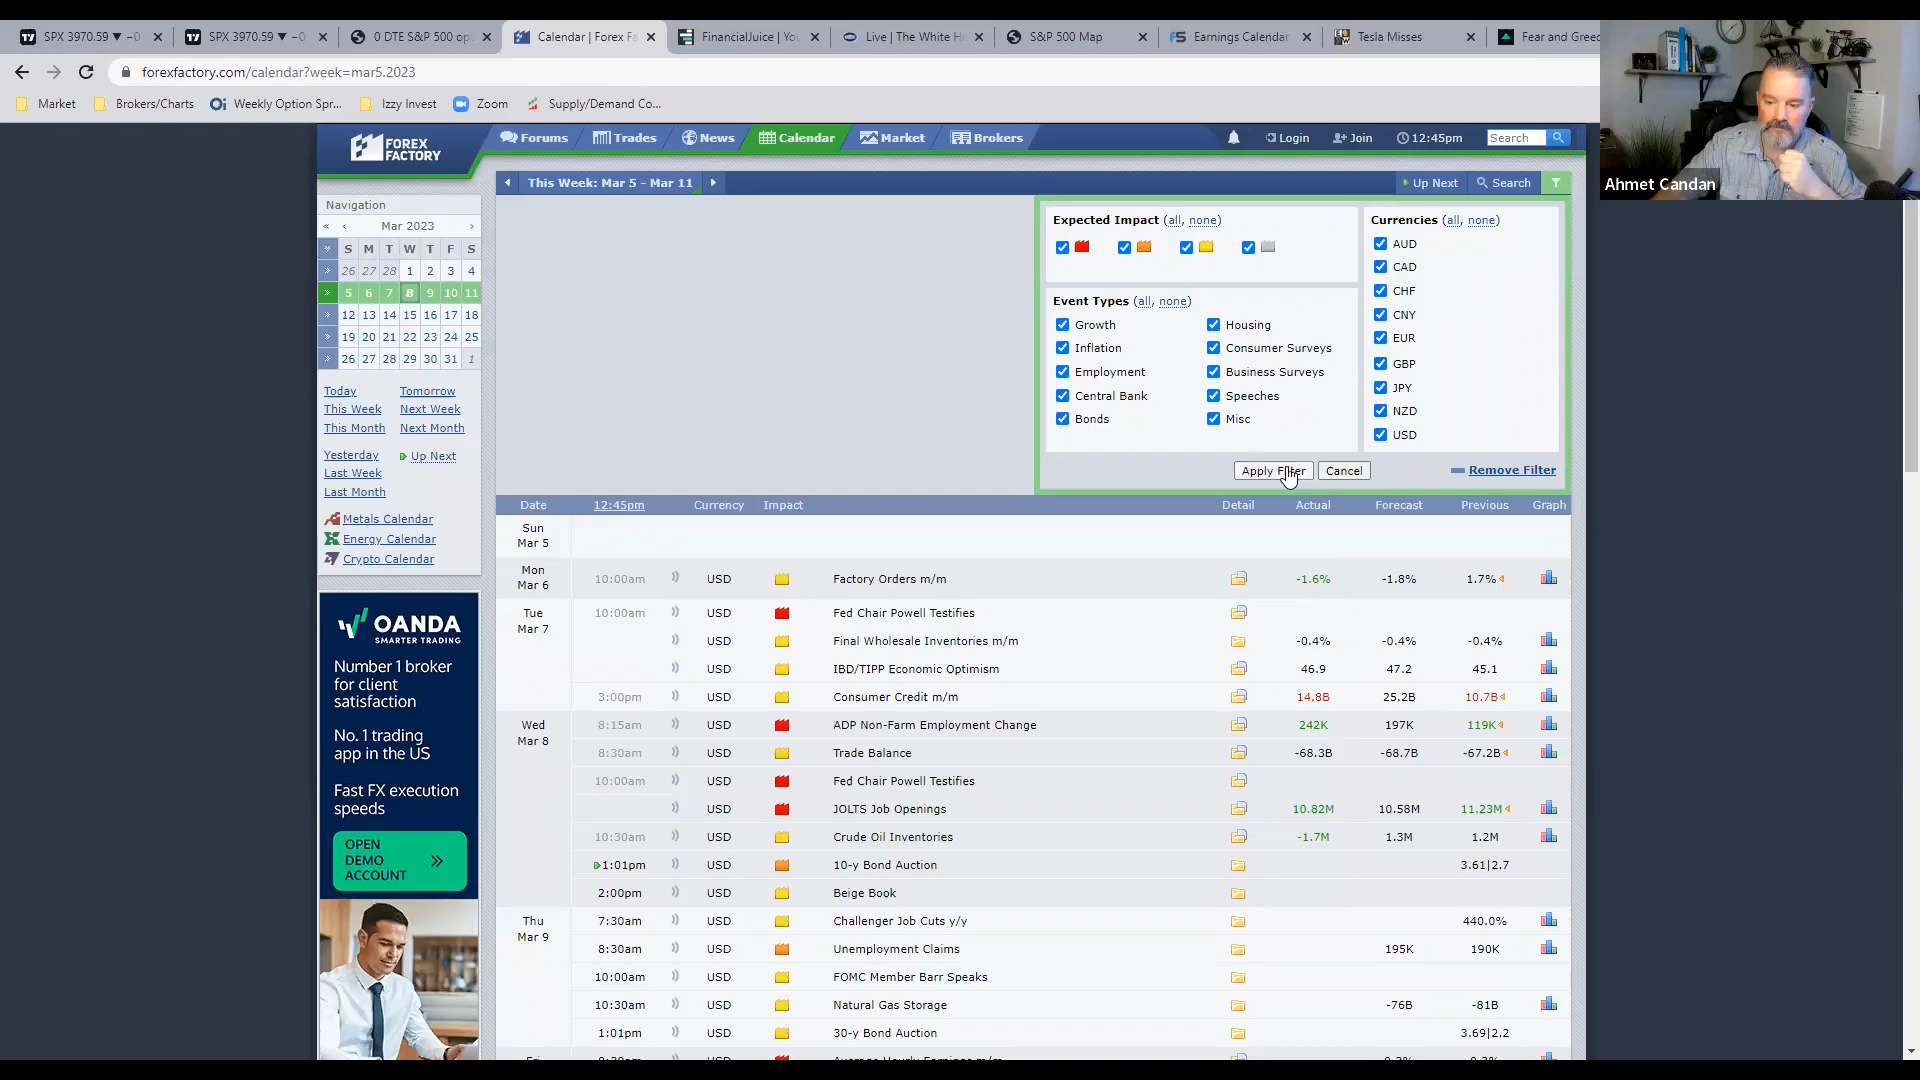 SPX 3970.59 ▼ −0
SPX 3970.59 ▼ −0
0 DTE S&P 500 op
Calendar | Forex Fa
FinancialJuice | Yo
Live | The White H
S&P 500 Map
Earnings Calendar
Tesla Misses
Fear and Greed
forexfactory.com/calendar?week=mar5.2023
Market
Brokers/Charts
Weekly Option Spr...
Izzy Invest
Zoom
Supply/Demand Co...
Ahmet Candan
FOREX FACTORY
Forums
Trades
News
Calendar
Market
Brokers
Login
Join
12:45pm
Search
Navigation
« ‹ Mar 2023 ›
S M T W T F S
» 26 27 28 1 2 3 4
» 5 6 7 8 9 10 11
» 12 13 14 15 16 17 18
» 19 20 21 22 23 24 25
» 26 27 28 29 30 31 1
Today Tomorrow
This Week Next Week
This Month Next Month
Yesterday Up Next
Last Week
Last Month
Metals Calendar
Energy Calendar
Crypto Calendar
OANDA
SMARTER TRADING
Number 1 broker
for client
satisfaction
No. 1 trading
app in the US
Fast FX execution
speeds
OPEN
DEMO
ACCOUNT »
This Week: Mar 5 - Mar 11
Up Next
Search
Expected Impact (all, none)
Event Types (all, none)
Growth Housing
Inflation Consumer Surveys
Employment Business Surveys
Central Bank Speeches
Bonds Misc
Currencies (all, none)
AUD
CAD
CHF
CNY
EUR
GBP
JPY
NZD
USD
Apply Filter Cancel Remove Filter
Date 12:45pm Currency Impact Detail Actual Forecast Previous Graph
Sun
Mar 5
Mon
Mar 6
10:00am USD Factory Orders m/m -1.6% -1.8% 1.7%
Tue
Mar 7
10:00am USD Fed Chair Powell Testifies
USD Final Wholesale Inventories m/m -0.4% -0.4% -0.4%
USD IBD/TIPP Economic Optimism 46.9 47.2 45.1
3:00pm USD Consumer Credit m/m 14.8B 25.2B 10.7B
Wed
Mar 8
8:15am USD ADP Non-Farm Employment Change 242K 197K 119K
8:30am USD Trade Balance -68.3B -68.7B -67.2B
10:00am USD Fed Chair Powell Testifies
USD JOLTS Job Openings 10.82M 10.58M 11.23M
10:30am USD Crude Oil Inventories -1.7M 1.3M 1.2M
1:01pm USD 10-y Bond Auction 3.61|2.7
2:00pm USD Beige Book
Thu
Mar 9
7:30am USD Challenger Job Cuts y/y 440.0%
8:30am USD Unemployment Claims 195K 190K
10:00am USD FOMC Member Barr Speaks
10:30am USD Natural Gas Storage -76B -81B
1:01pm USD 30-y Bond Auction 3.69|2.2